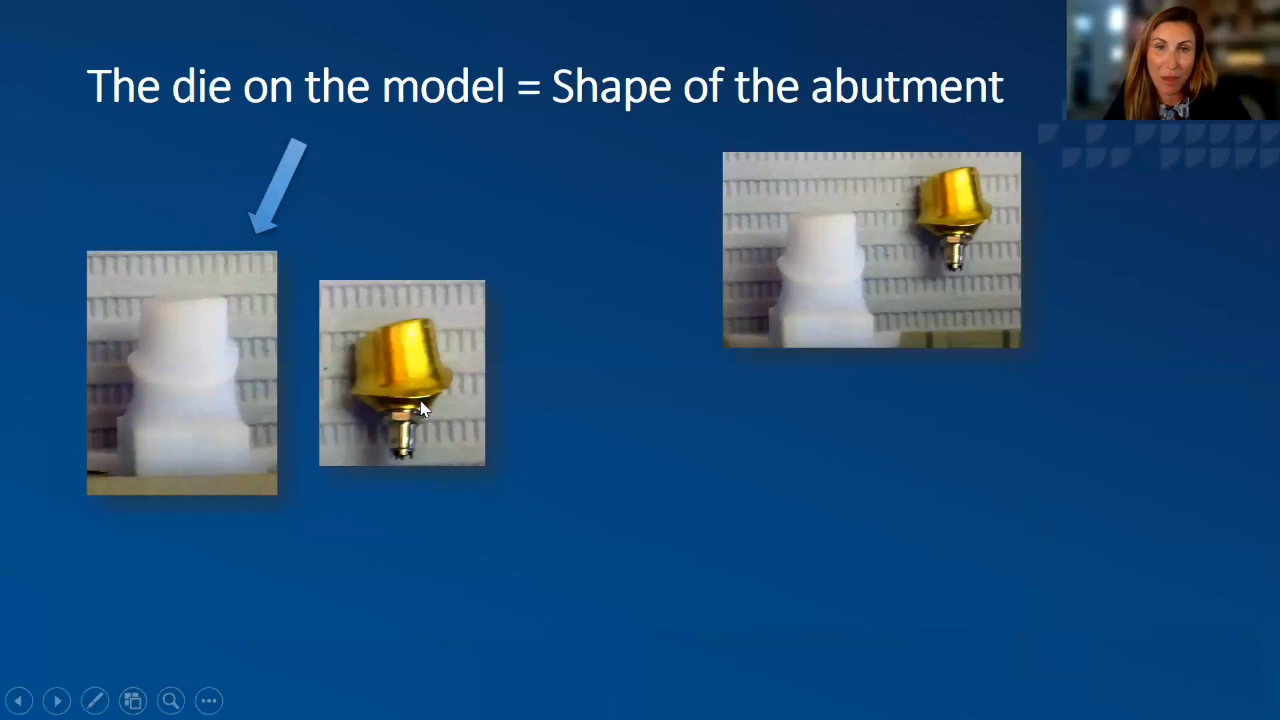 The die on the model = Shape of the abutment